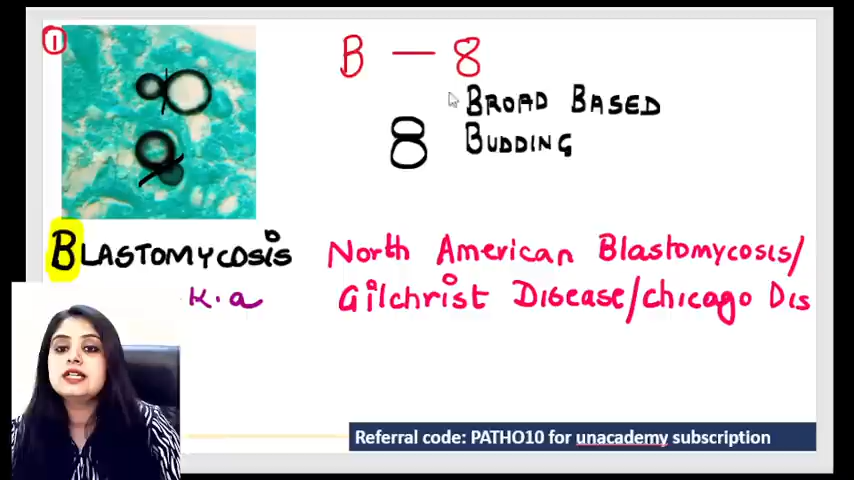 1
B — 8
BROAD BASED
8 BUDDING
BLASTOMYCOSIS North American Blastomycosis/
K.a Gilchrist Disease/Chicago Dis
Referral code: PATHO10 for unacademy subscription